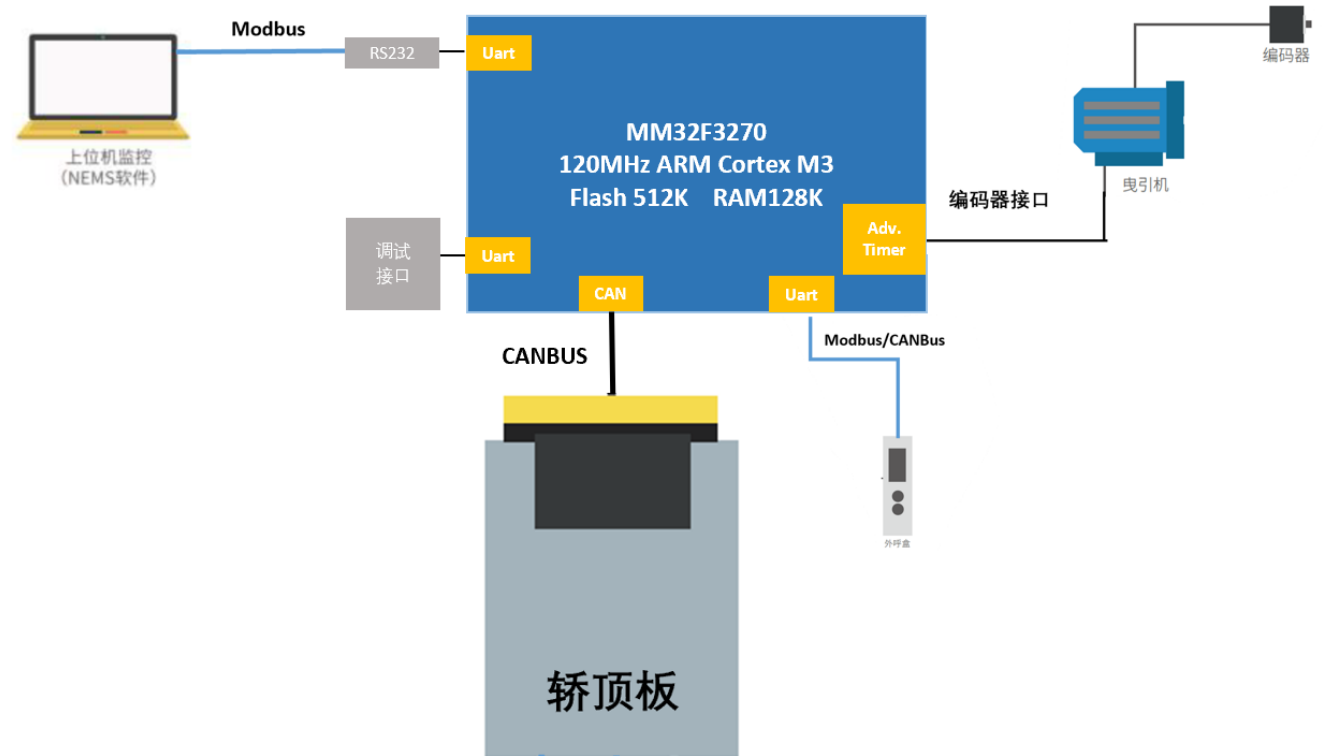 Modbus
RS232
Uart
编码器
上位机监控
（NEMS软件）
MM32F3270
120MHz ARM Cortex M3
Flash 512K RAM128K
曳引机
编码器接口
Adv.
Timer
调试
接口
Uart
CAN
Uart
CANBUS
Modbus/CANBus
外呼盒
轿顶板